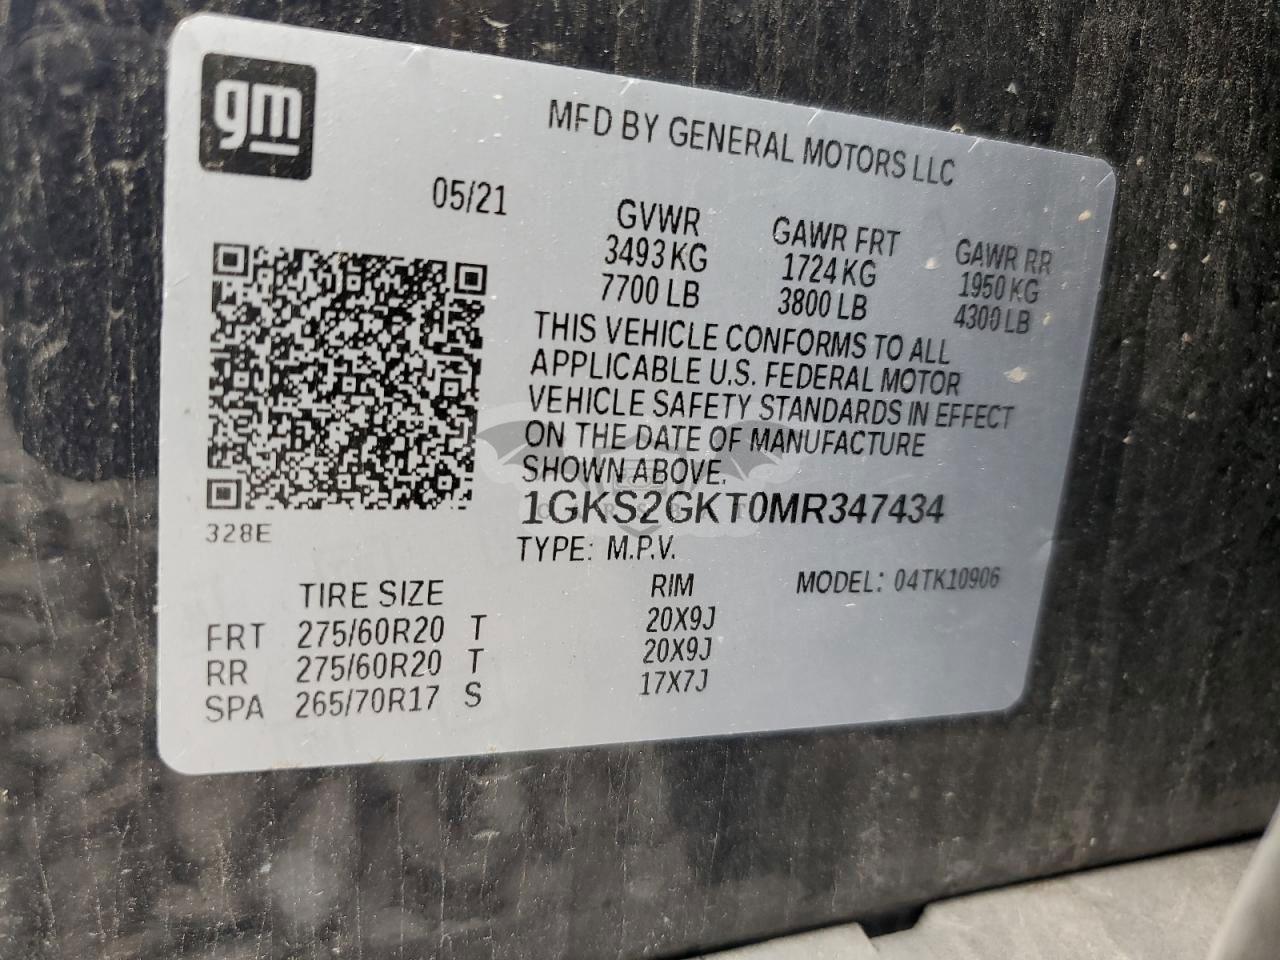 gm
MFD BY GENERAL MOTORS LLC
05/21
GVWR GAWR FRT GAWR RR
3493 KG 1724 KG 1950 KG
7700 LB 3800 LB 4300 LB
THIS VEHICLE CONFORMS TO ALL
APPLICABLE U.S. FEDERAL MOTOR
VEHICLE SAFETY STANDARDS IN EFFECT
ON THE DATE OF MANUFACTURE
SHOWN ABOVE.
1GKS2GKT0MR347434
328E
TYPE: M.P.V.
MODEL: 04TK10906
TIRE SIZE RIM
FRT 275/60R20 T 20X9J
RR 275/60R20 T 20X9J
SPA 265/70R17 S 17X7J